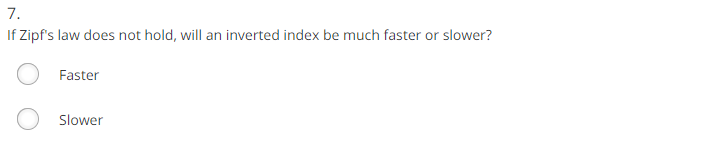 7.
If Zipf's law does not hold, will an inverted index be much faster or slower?
Faster
Slower